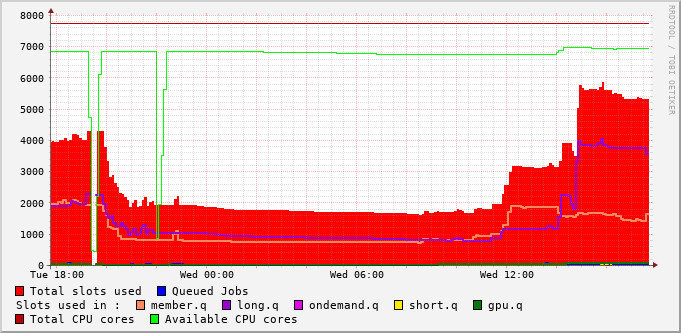 8000
7000
6000
5000
4000
3000
2000
1000
0
Tue 18:00 Wed 00:00 Wed 06:00 Wed 12:00
RRDTOOL / TOBI OETIKER
Total slots used Queued Jobs
Slots used in : member.q long.q ondemand.q short.q gpu.q
Total CPU cores Available CPU cores